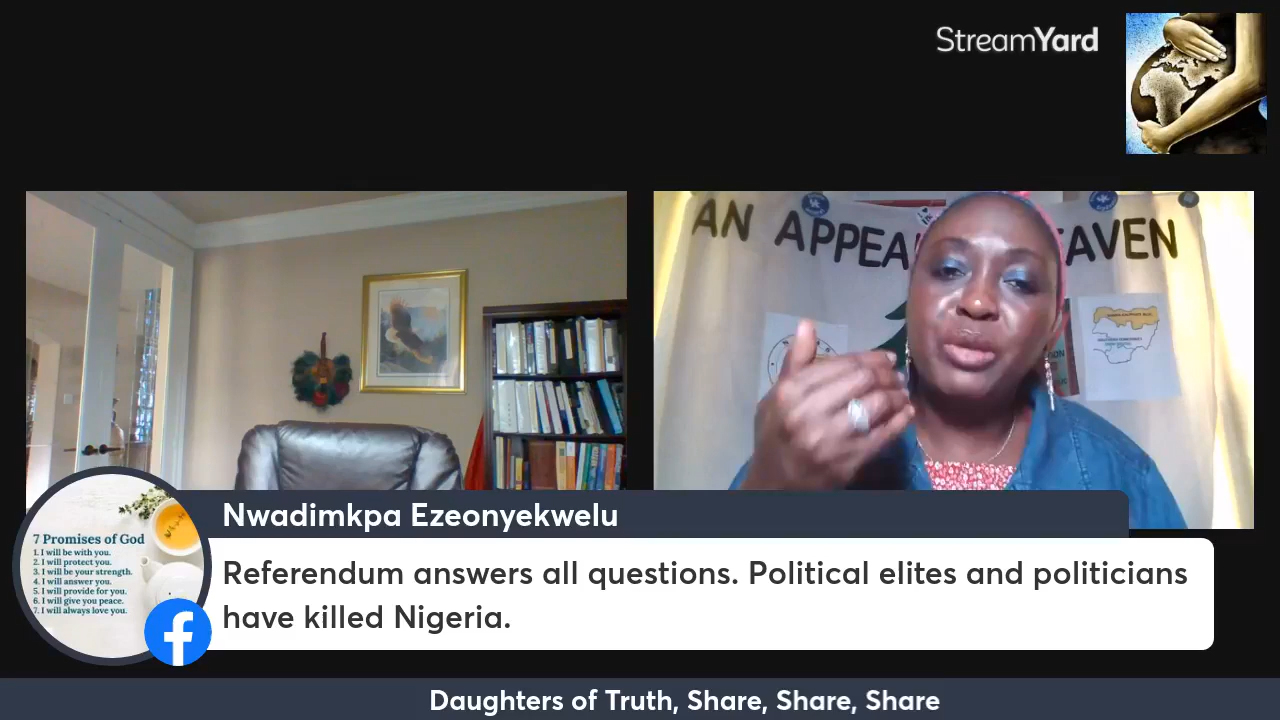 StreamYard
AN APPEA EAVEN
7 Promises of God
1. I will be with you.
2. I will protect you.
3. I will be your strength.
4. I will answer you.
5. I will provide for you.
6. I will give you peace.
7. I will always love you.
Nwadimkpa Ezeonyekwelu
Referendum answers all questions. Political elites and politicians
have killed Nigeria.
Daughters of Truth, Share, Share, Share